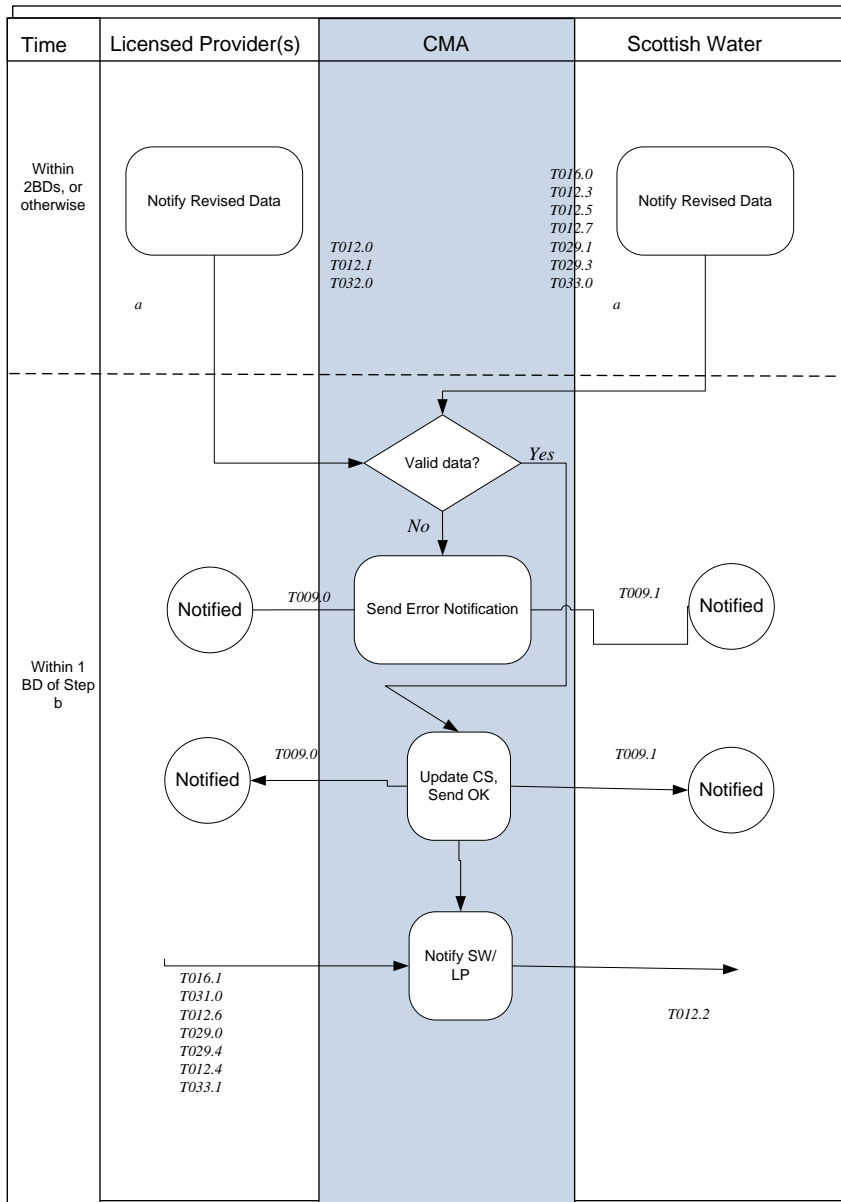 Time
Licensed Provider(s)
CMA
Scottish Water
Within
2BDs, or
otherwise
Notify Revised Data
T012.0
T012.1
T032.0
T016.0
T012.3
T012.5
T012.7
T029.1
T029.3
T033.0
Notify Revised Data
a
a
Valid data?
Yes
No
Within 1
BD of Step
b
Notified
T009.0
Send Error Notification
T009.1
Notified
Notified
T009.0
Update CS,
Send OK
T009.1
Notified
Notify SW/
LP
T016.1
T031.0
T012.6
T029.0
T029.4
T012.4
T033.1
T012.2